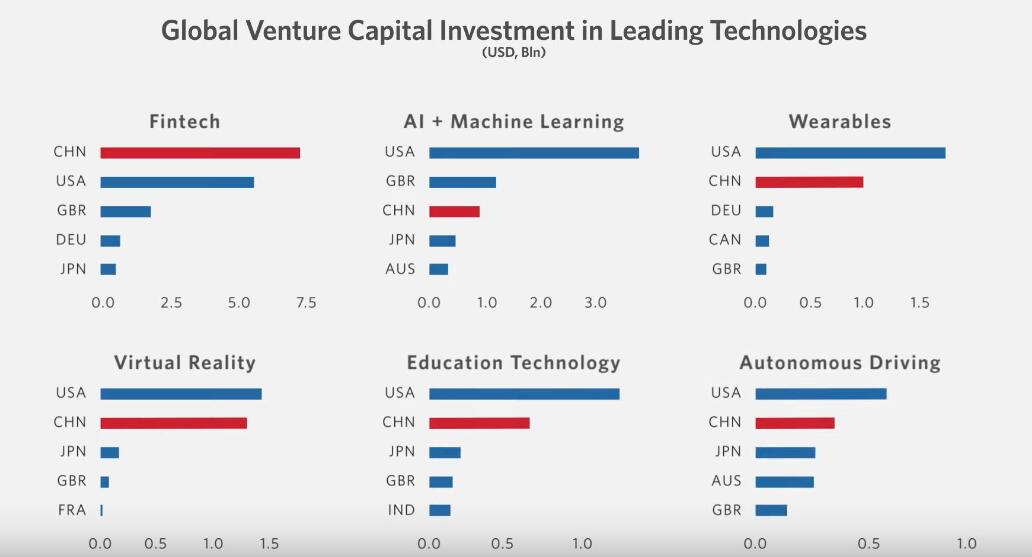 Global Venture Capital Investment in Leading Technologies
(USD, Bln)
Fintech
CHN
USA
GBR
DEU
JPN
0.0 2.5 5.0 7.5
AI + Machine Learning
USA
GBR
CHN
JPN
AUS
0.0 1.0 2.0 3.0
Wearables
USA
CHN
DEU
CAN
GBR
0.0 0.5 1.0 1.5
Virtual Reality
USA
CHN
JPN
GBR
FRA
0.0 0.5 1.0 1.5
Education Technology
USA
CHN
JPN
GBR
IND
0.0 0.5 1.0
Autonomous Driving
USA
CHN
JPN
AUS
GBR
0.0 0.5 1.0